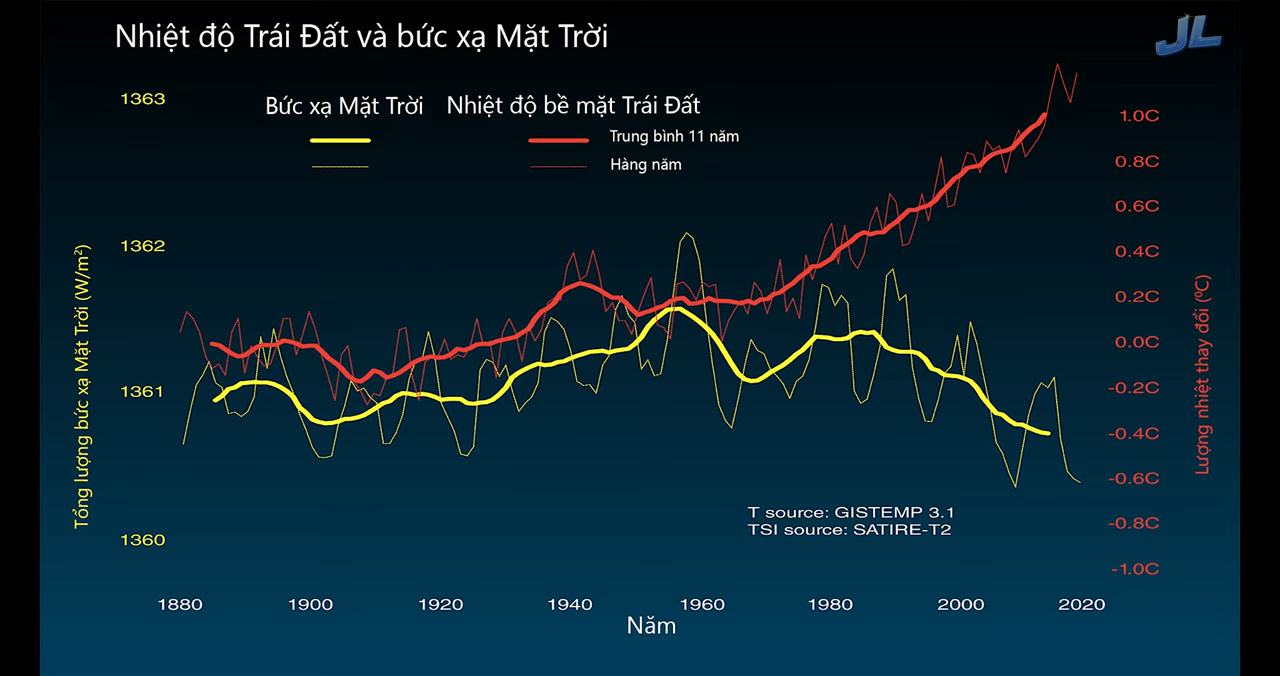 Nhiệt độ Trái Đất và bức xạ Mặt Trời
JL
Bức xạ Mặt Trời
Nhiệt độ bề mặt Trái Đất
Trung bình 11 năm
Hàng năm
Tổng lượng bức xạ Mặt Trời (W/m²)
1363
1362
1361
1360
1.0C
0.8C
0.6C
0.4C
0.2C
0.0C
-0.2C
-0.4C
-0.6C
-0.8C
-1.0C
Lượng nhiệt thay đổi (⁰C)
T source: GISTEMP 3.1
TSI source: SATIRE-T2
1880 1900 1920 1940 1960 1980 2000 2020
Năm